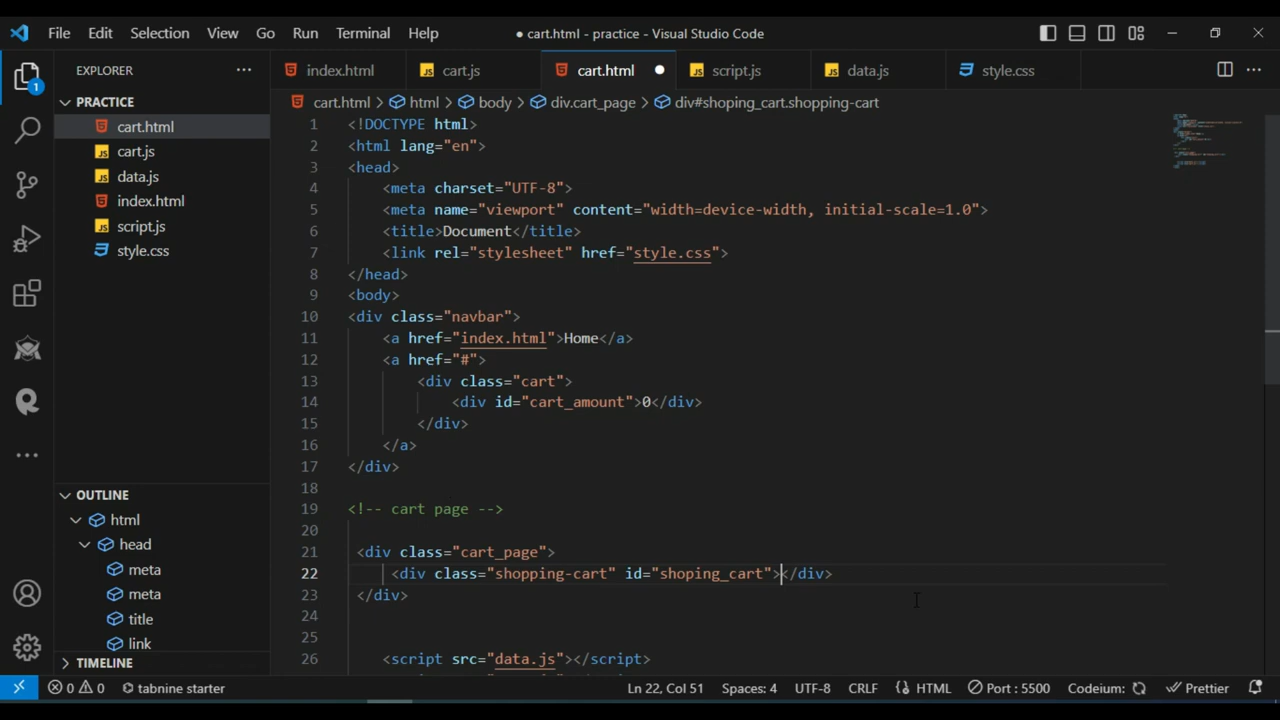 File Edit Selection View Go Run Terminal Help
● cart.html - practice - Visual Studio Code
EXPLORER
index.html
cart.js
cart.html
script.js
data.js
style.css
1
PRACTICE
cart.html
cart.js
data.js
index.html
script.js
style.css
cart.html > html > body > div.cart_page > div#shoping_cart.shopping-cart
1 <!DOCTYPE html>
2 <html lang="en">
3 <head>
4 <meta charset="UTF-8">
5 <meta name="viewport" content="width=device-width, initial-scale=1.0">
6 <title>Document</title>
7 <link rel="stylesheet" href="style.css">
8 </head>
9 <body>
10 <div class="navbar">
11 <a href="index.html">Home</a>
12 <a href="#">
13 <div class="cart">
14 <div id="cart_amount">0</div>
15 </div>
16 </a>
17 </div>
18
19 <!-- cart page -->
20
21 <div class="cart_page">
22 <div class="shopping-cart" id="shoping_cart"></div>
23 </div>
24
25
26 <script src="data.js"></script>
OUTLINE
html
head
meta
meta
title
link
TIMELINE
0 0 tabnine starter
Ln 22, Col 51 Spaces: 4 UTF-8 CRLF {} HTML Port : 5500 Codeium: Prettier